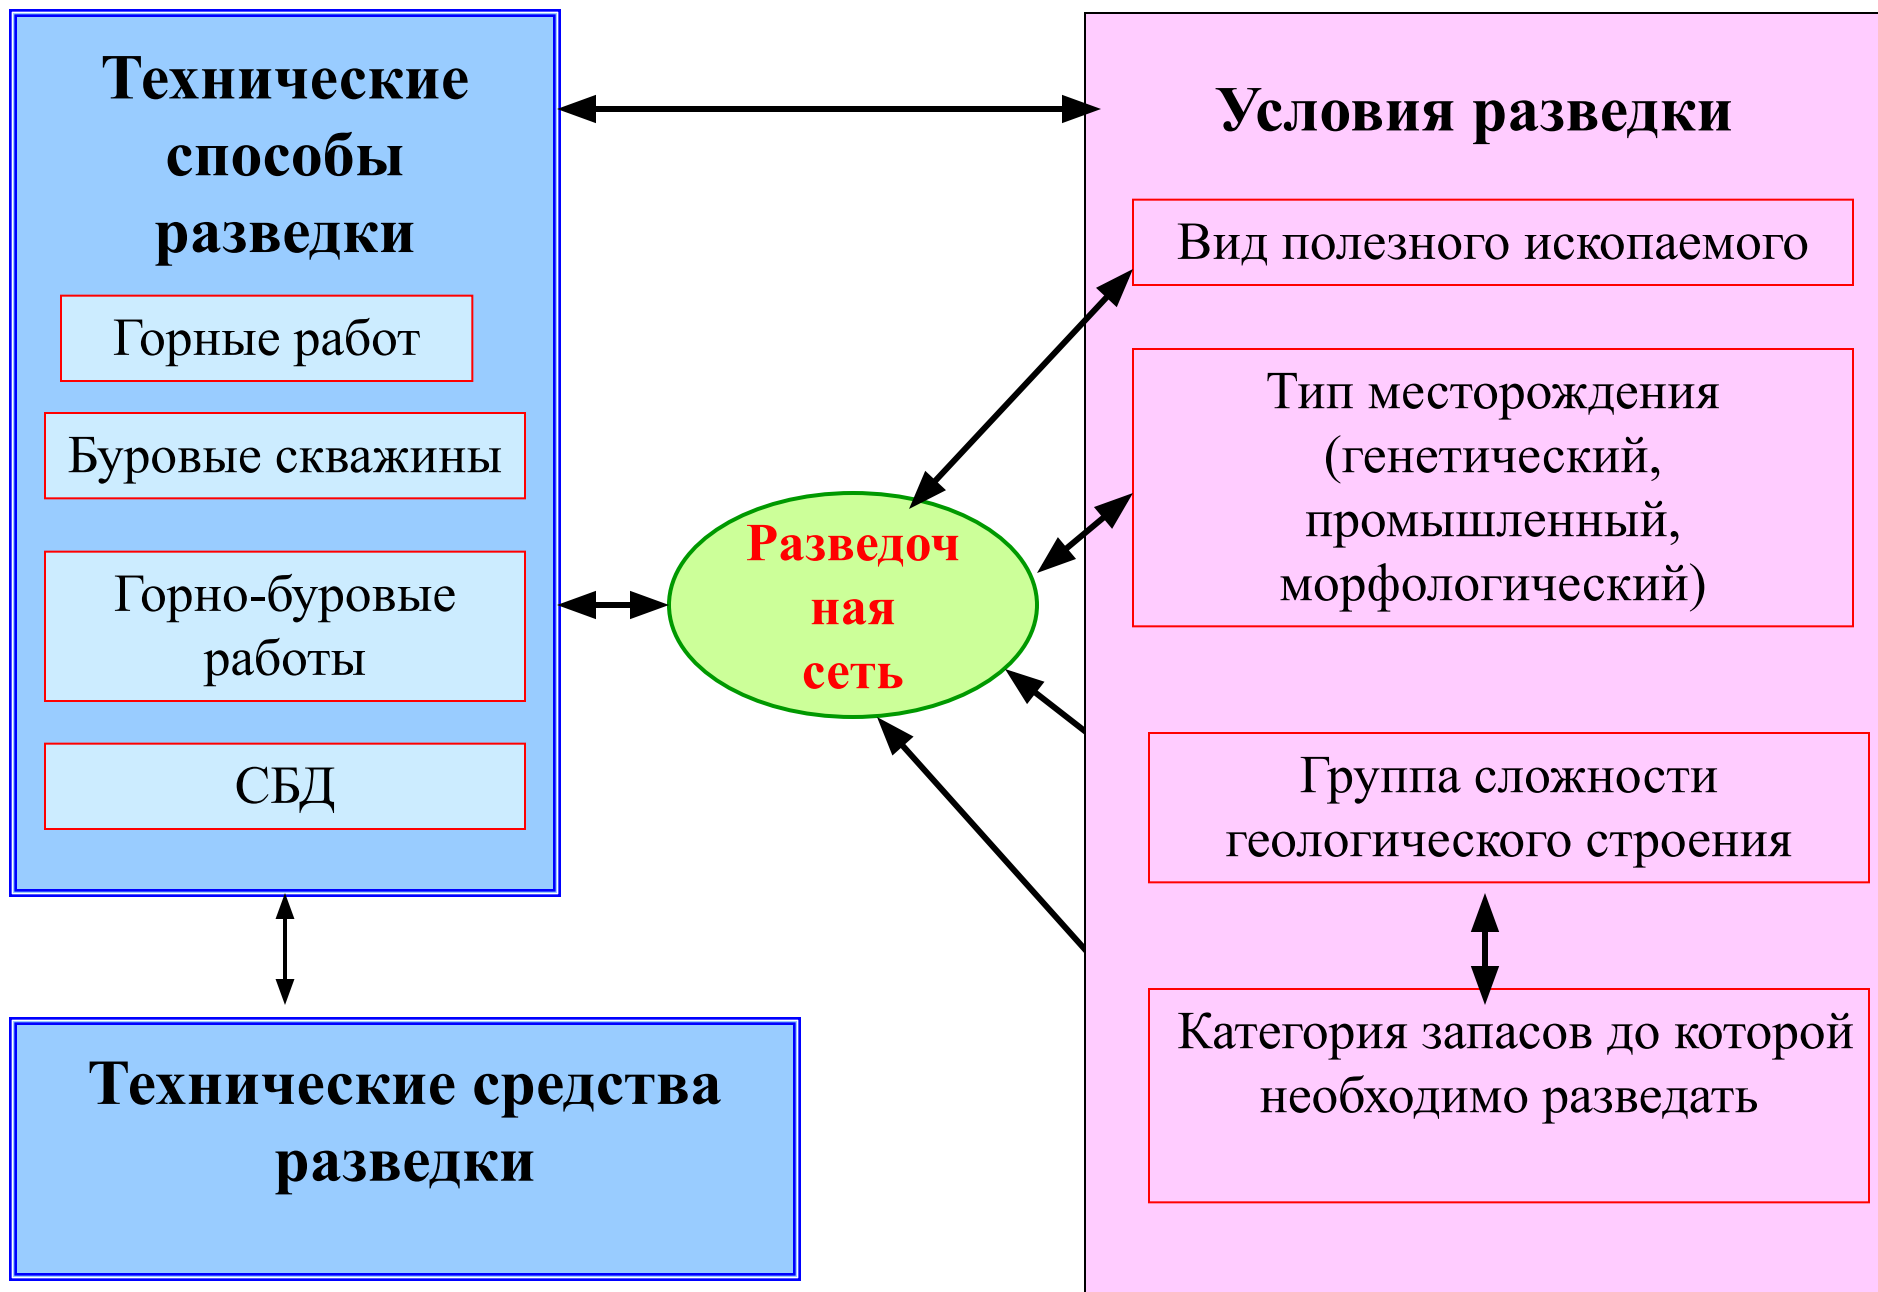 Технические
способы
разведки
Горные работ
Буровые скважины
Горно-буровые
работы
СБД
Технические средства
разведки
Разведоч
ная
сеть
Условия разведки
Вид полезного ископаемого
Тип месторождения
(генетический,
промышленный,
морфологический)
Группа сложности
геологического строения
Категория запасов до которой
необходимо разведать